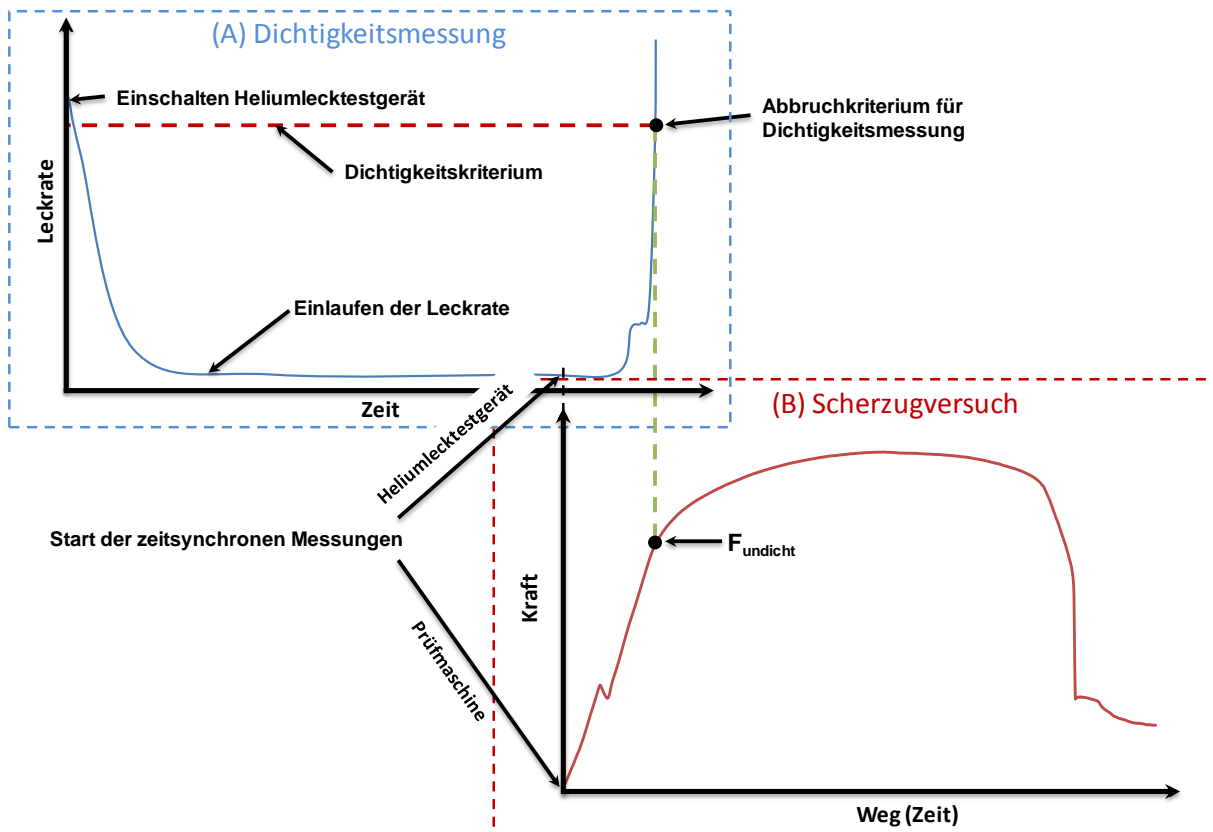 (A) Dichtigkeitsmessung
Einschalten Heliumlecktestgerät
Abbruchkriterium für
Dichtigkeitsmessung
Dichtigkeitskriterium
Leckrate
Einlaufen der Leckrate
Zeit
(B) Scherzugversuch
Heliumlecktestgerät
Start der zeitsynchronen Messungen
Fundicht
Kraft
Prüfmaschine
Weg (Zeit)